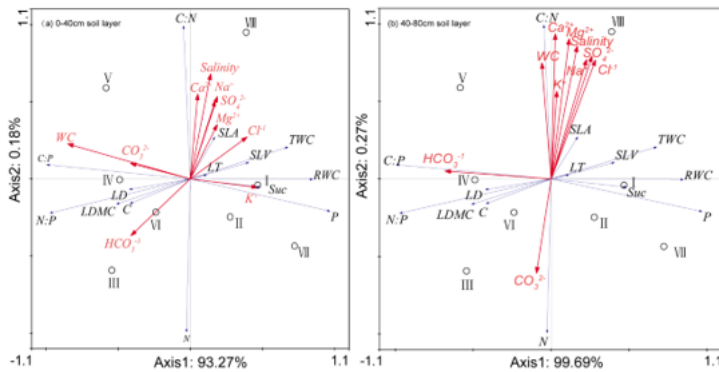 (a) 0-40cm soil layer
C:N
VIII
Salinity
V
Ca²⁺
Na⁺
SO₄²⁻
Mg²⁺
Cl⁻¹
WC
SLA
TWC
CO₃²⁻
SLV
C:P
LT
RWC
IV
I
LD
Suc
K⁺
LDMC
C
N:P
VI
II
P
HCO₃⁻¹
VII
III
N
1.1
Axis2: 0.18%
-1.1
Axis1: 93.27%
1.1
(b) 40-80cm soil layer
C:N
Ca²⁺
Mg²⁺
VIII
Salinity
WC
SO₄²⁻
Na⁺
Cl⁻¹
V
K⁺
SLA
TWC
SLV
C:P
HCO₃⁻¹
LT
RWC
IV
I
LD
Suc
LDMC
C
N:P
VI
II
P
VII
CO₃²⁻
III
N
1.1
Axis2: 0.27%
-1.1
Axis1: 99.69%
1.1